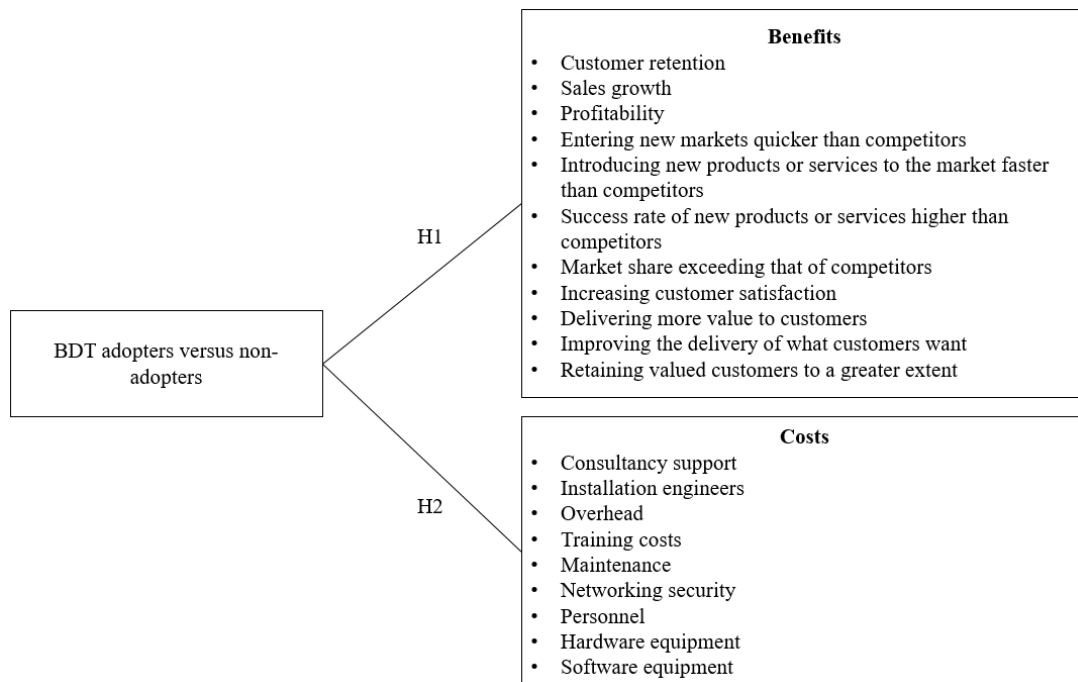 Benefits
• Customer retention
• Sales growth
• Profitability
• Entering new markets quicker than competitors
• Introducing new products or services to the market faster
than competitors
• Success rate of new products or services higher than
competitors
• Market share exceeding that of competitors
• Increasing customer satisfaction
• Delivering more value to customers
• Improving the delivery of what customers want
• Retaining valued customers to a greater extent
H1
BDT adopters versus non-
adopters
H2
Costs
• Consultancy support
• Installation engineers
• Overhead
• Training costs
• Maintenance
• Networking security
• Personnel
• Hardware equipment
• Software equipment